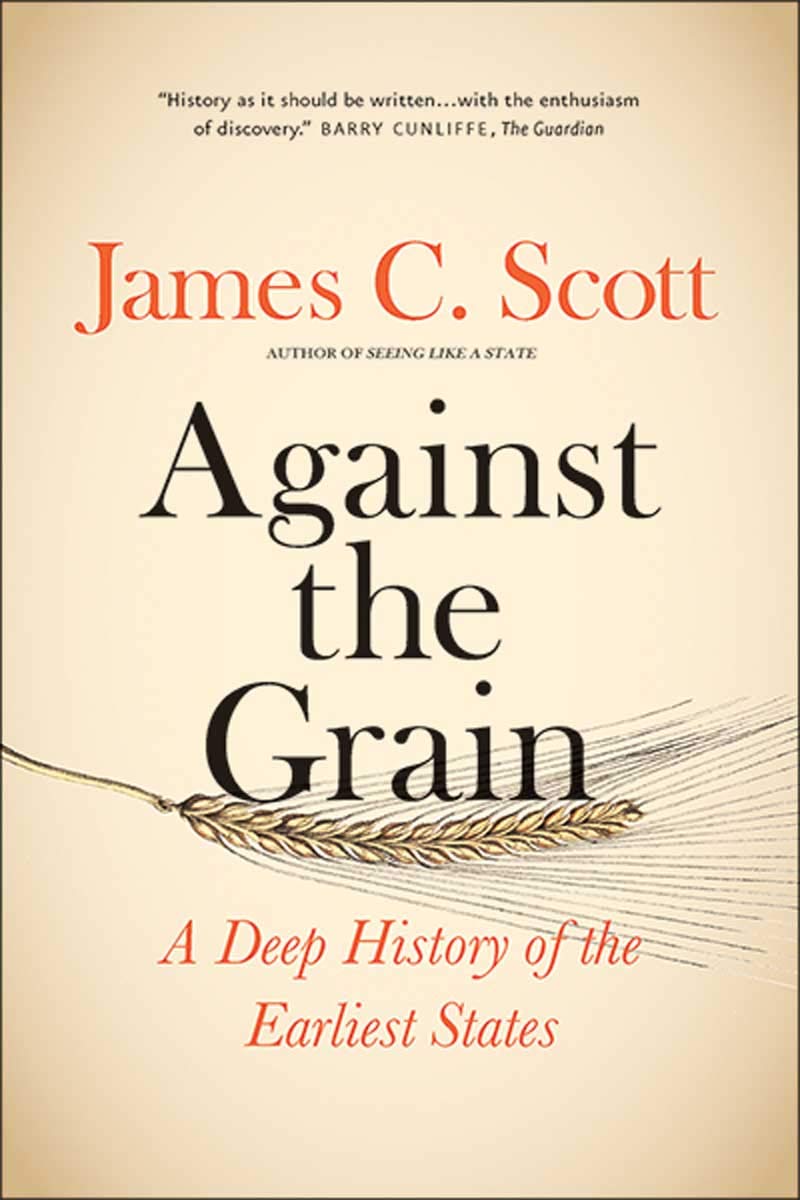 “History as it should be written...with the enthusiasm
of discovery.” BARRY CUNLIFFE, The Guardian
James C. Scott
AUTHOR OF SEEING LIKE A STATE
Against
the
Grain
A Deep History of the
Earliest States